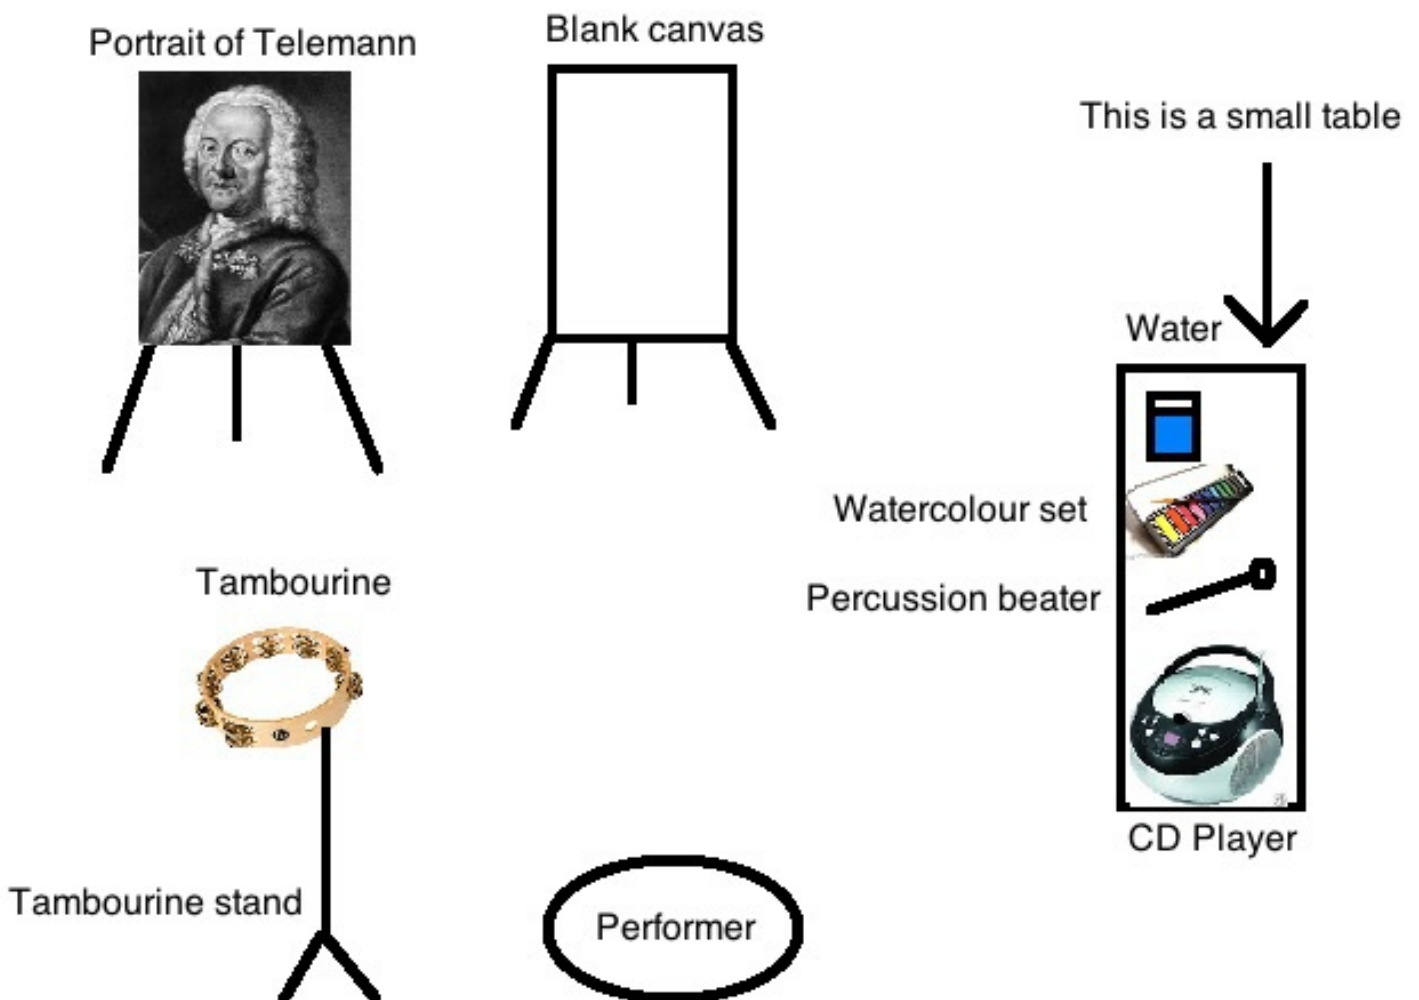 Portrait of Telemann
Blank canvas
This is a small table
Water
Watercolour set
Tambourine
Percussion beater
CD Player
Tambourine stand
Performer